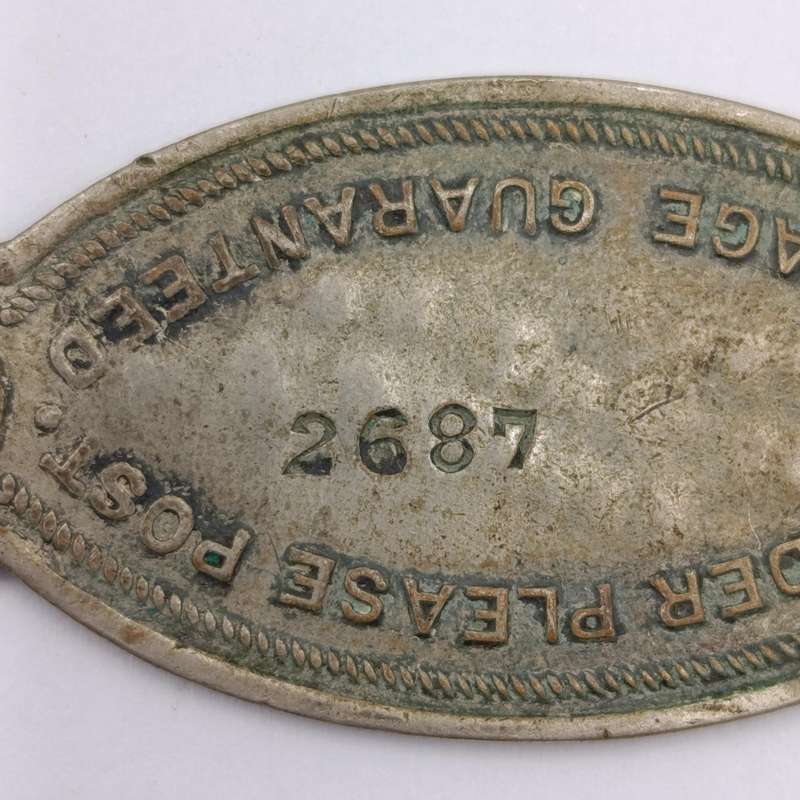 DER PLEASE POST.
2687
AGE GUARANTEED